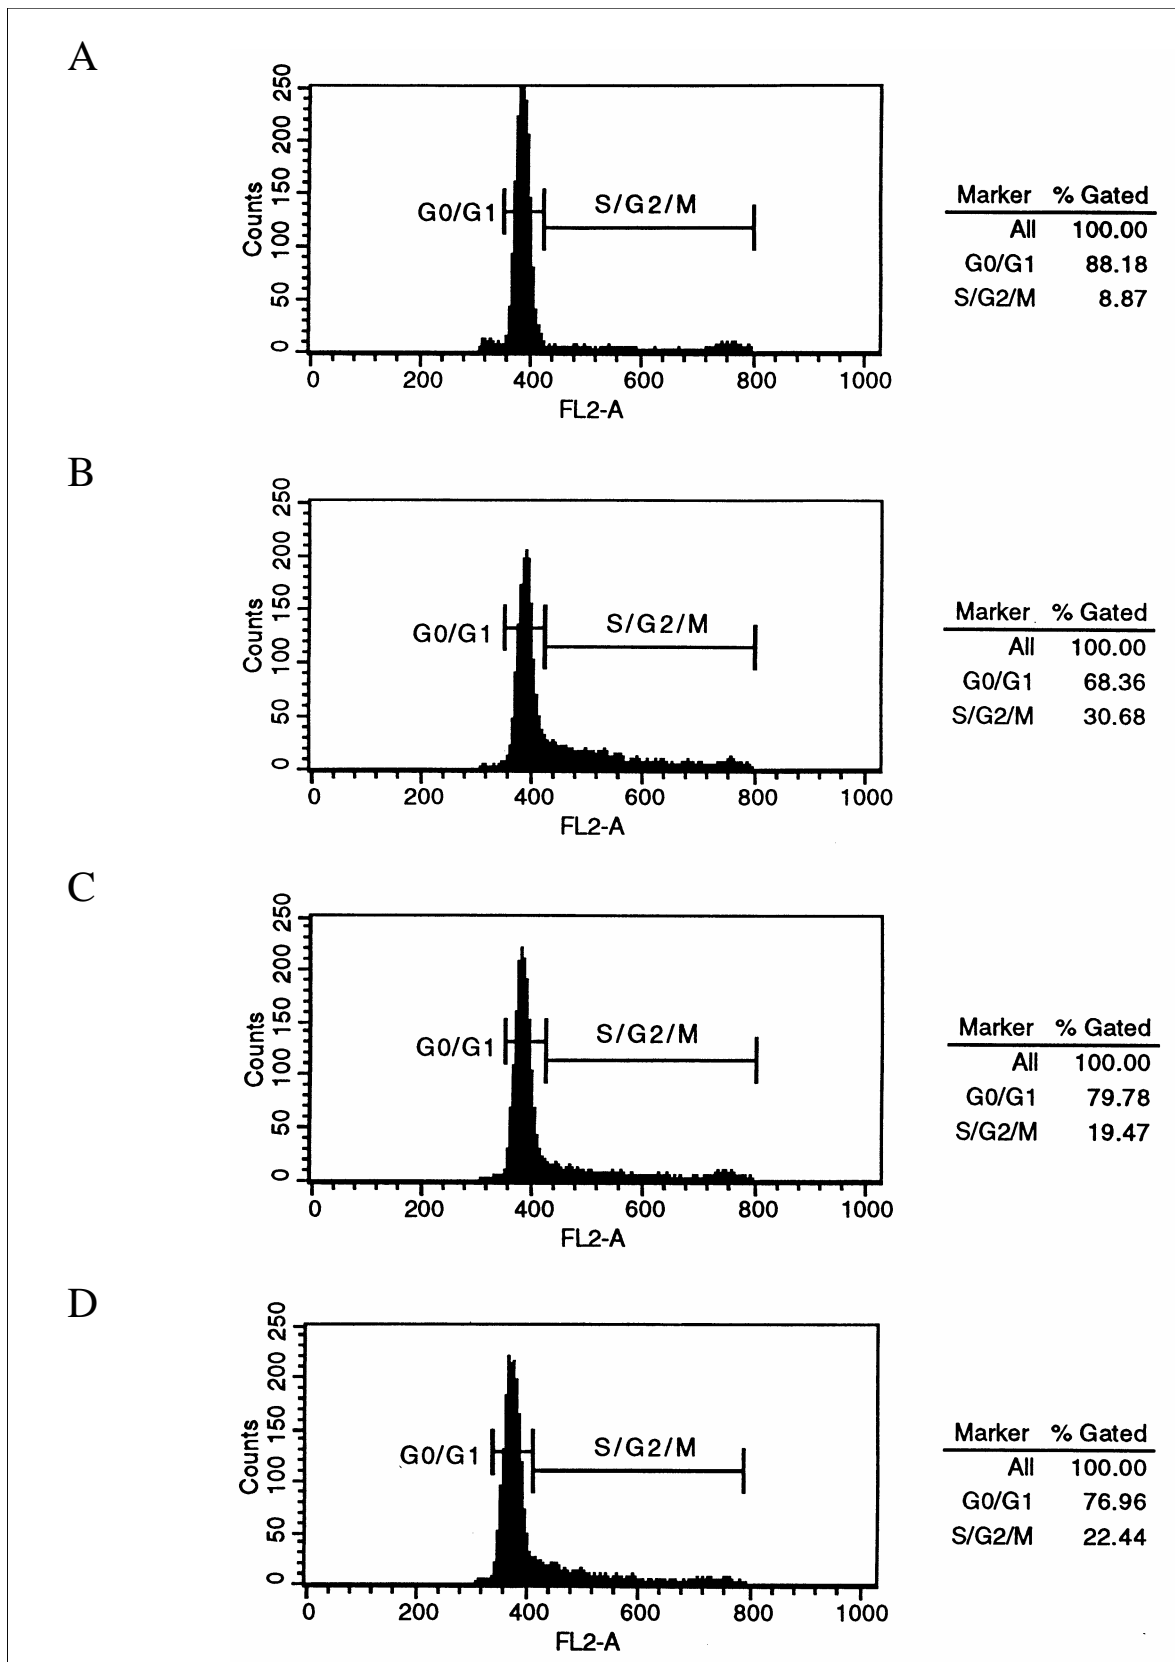 A
250
200
150
100
50
0
Counts
G0/G1
S/G2/M
0 200 400 600 800 1000
FL2-A
Marker % Gated
All 100.00
G0/G1 88.18
S/G2/M 8.87
B
250
200
150
100
50
0
Counts
G0/G1
S/G2/M
0 200 400 600 800 1000
FL2-A
Marker % Gated
All 100.00
G0/G1 68.36
S/G2/M 30.68
C
250
200
150
100
50
0
Counts
G0/G1
S/G2/M
0 200 400 600 800 1000
FL2-A
Marker % Gated
All 100.00
G0/G1 79.78
S/G2/M 19.47
D
250
200
150
100
50
0
Counts
G0/G1
S/G2/M
0 200 400 600 800 1000
FL2-A
Marker % Gated
All 100.00
G0/G1 76.96
S/G2/M 22.44